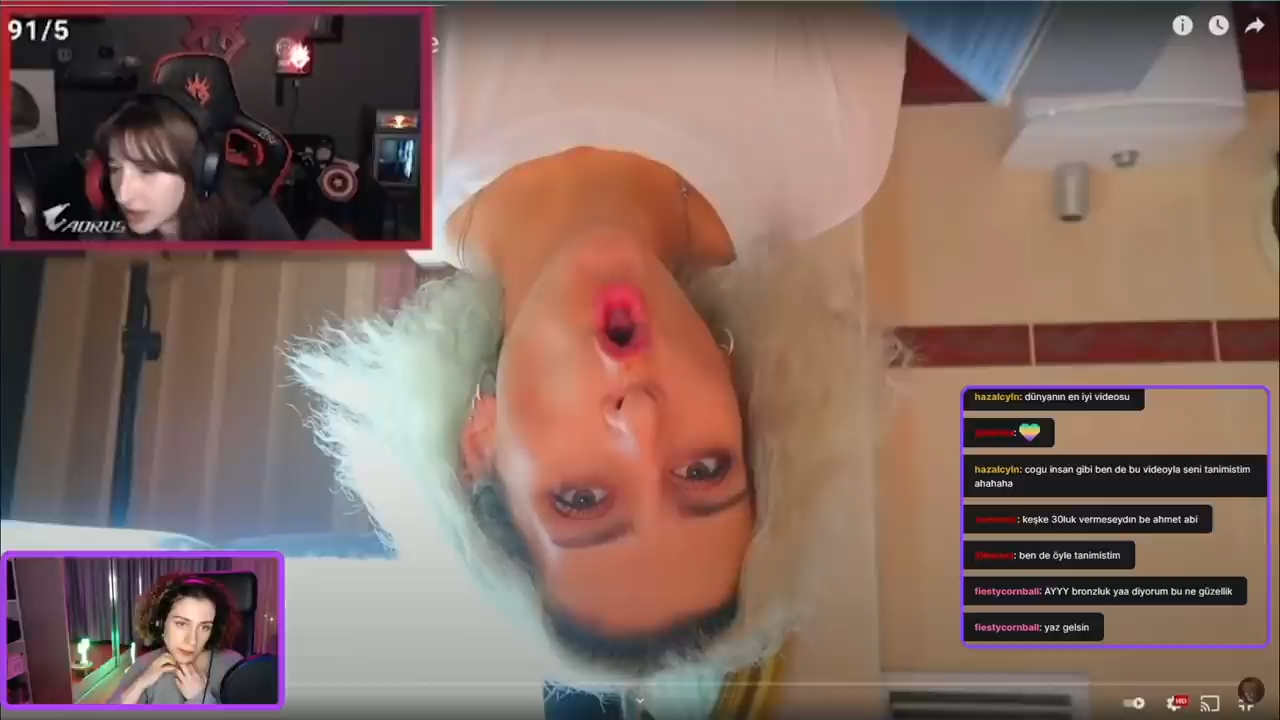 91/5
e
AORUS
hazalcyln: dünyanın en iyi videosu
hazalcyln: cogu insan gibi ben de bu videoyla seni tanimistim
ahahaha
: keşke 30luk vermeseydın be ahmet abi
: ben de öyle tanimistim
fiestycornball: AYYY bronzluk yaa diyorum bu ne güzellik
fiestycornball: yaz gelsin
HD